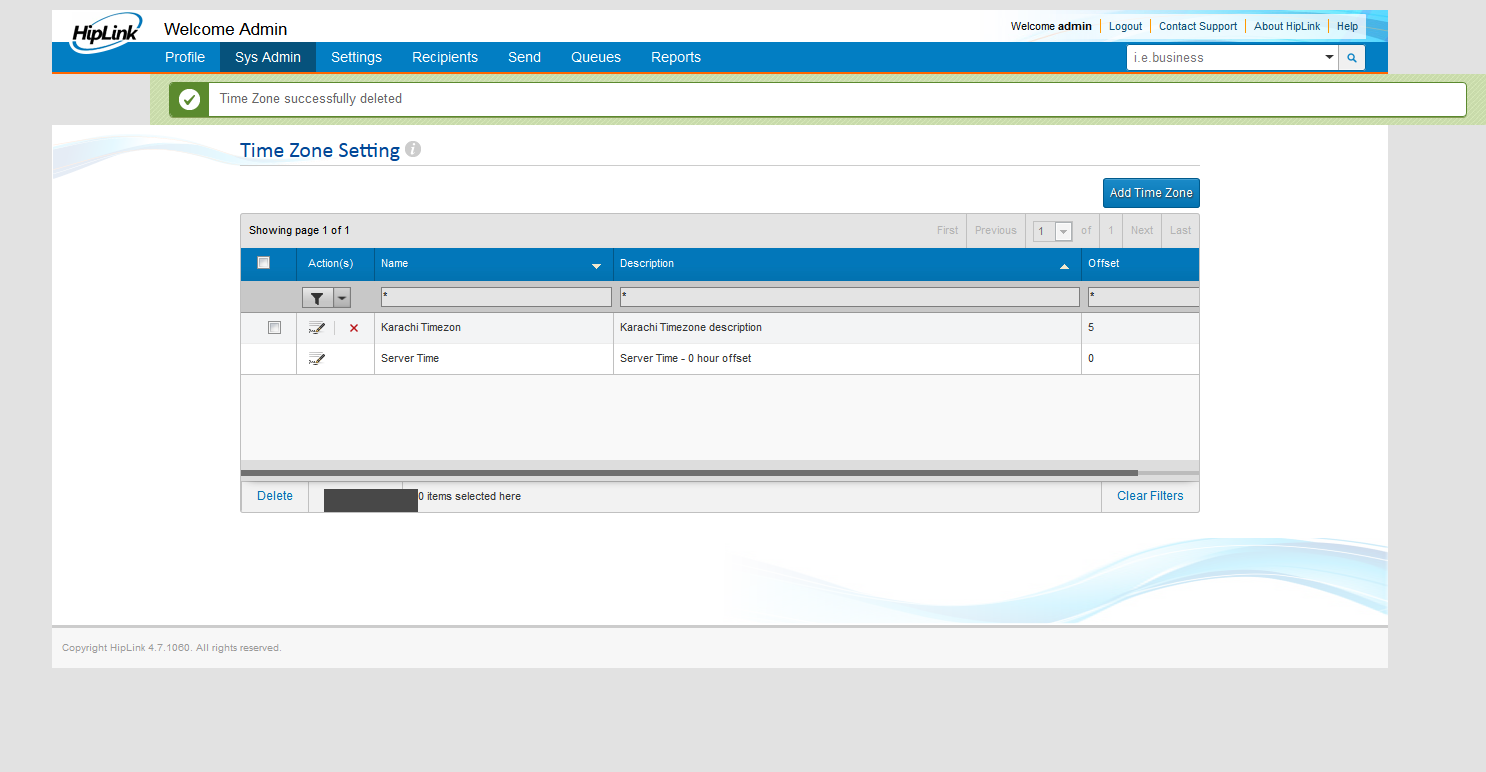 HipLink
Welcome Admin
Welcome admin Logout Contact Support About HipLink Help
Profile Sys Admin Settings Recipients Send Queues Reports i.e.business
Time Zone successfully deleted
Time Zone Setting i
Add Time Zone
Showing page 1 of 1 First Previous 1 of 1 Next Last
Action(s) Name Description Offset
* * *
Karachi Timezon Karachi Timezone description 5
Server Time Server Time - 0 hour offset 0
Delete 0 items selected here Clear Filters
Copyright HipLink 4.7.1060. All rights reserved.